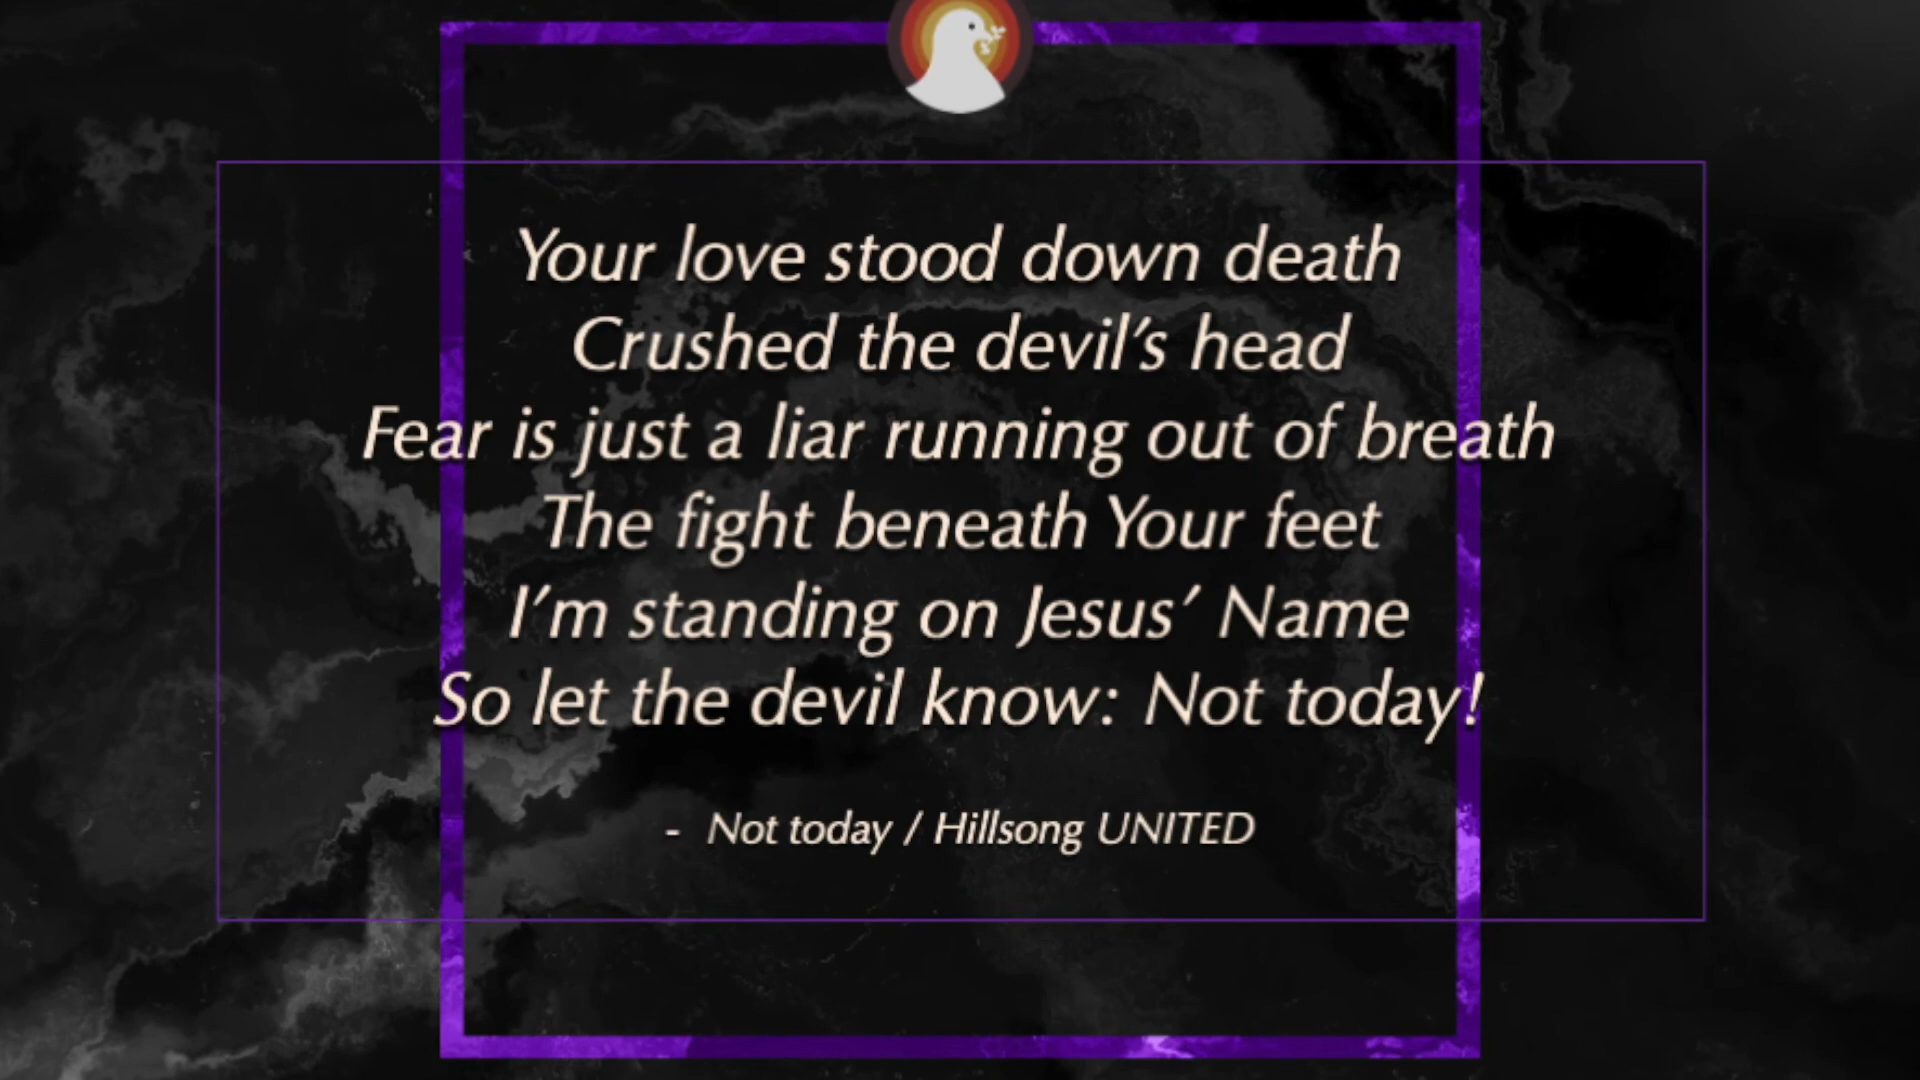 Your love stood down death
Crushed the devil's head
Fear is just a liar running out of breath
The fight beneath Your feet
I'm standing on Jesus' Name
So let the devil know: Not today!
- Not today / Hillsong UNITED